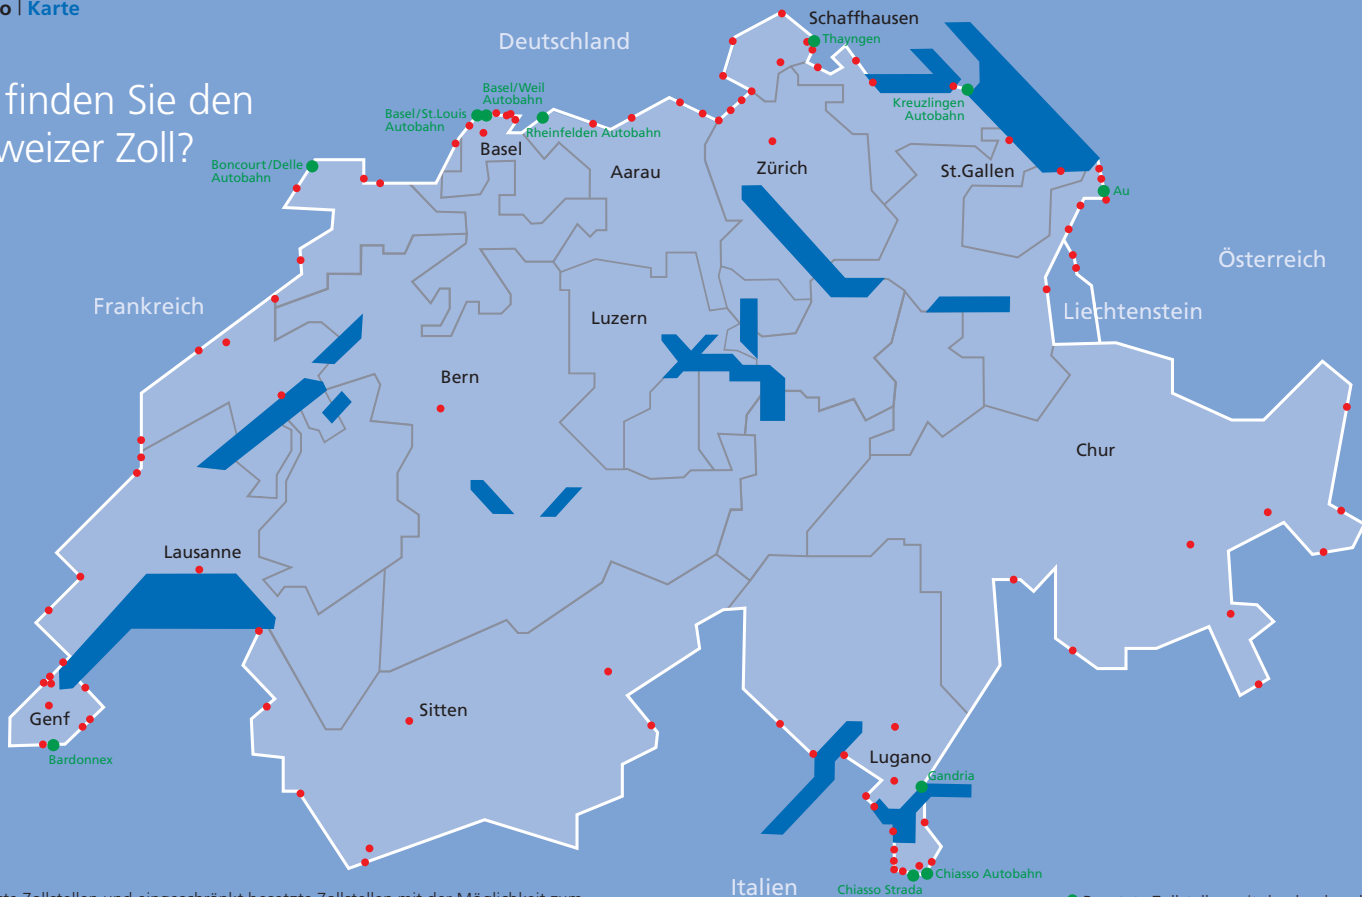 o | Karte
finden Sie den
weizer Zoll?
Deutschland
Schaffhausen
Thayngen
Basel/Weil
Autobahn
Basel/St.Louis
Autobahn
Rheinfelden Autobahn
Basel
Kreuzlingen
Autobahn
Boncourt/Delle
Autobahn
Aarau
Zürich
St.Gallen
Au
Österreich
Frankreich
Luzern
Liechtenstein
Bern
Chur
Lausanne
Genf
Bardonnex
Sitten
Lugano
Gandria
Chiasso Autobahn
Chiasso Strada
Italien